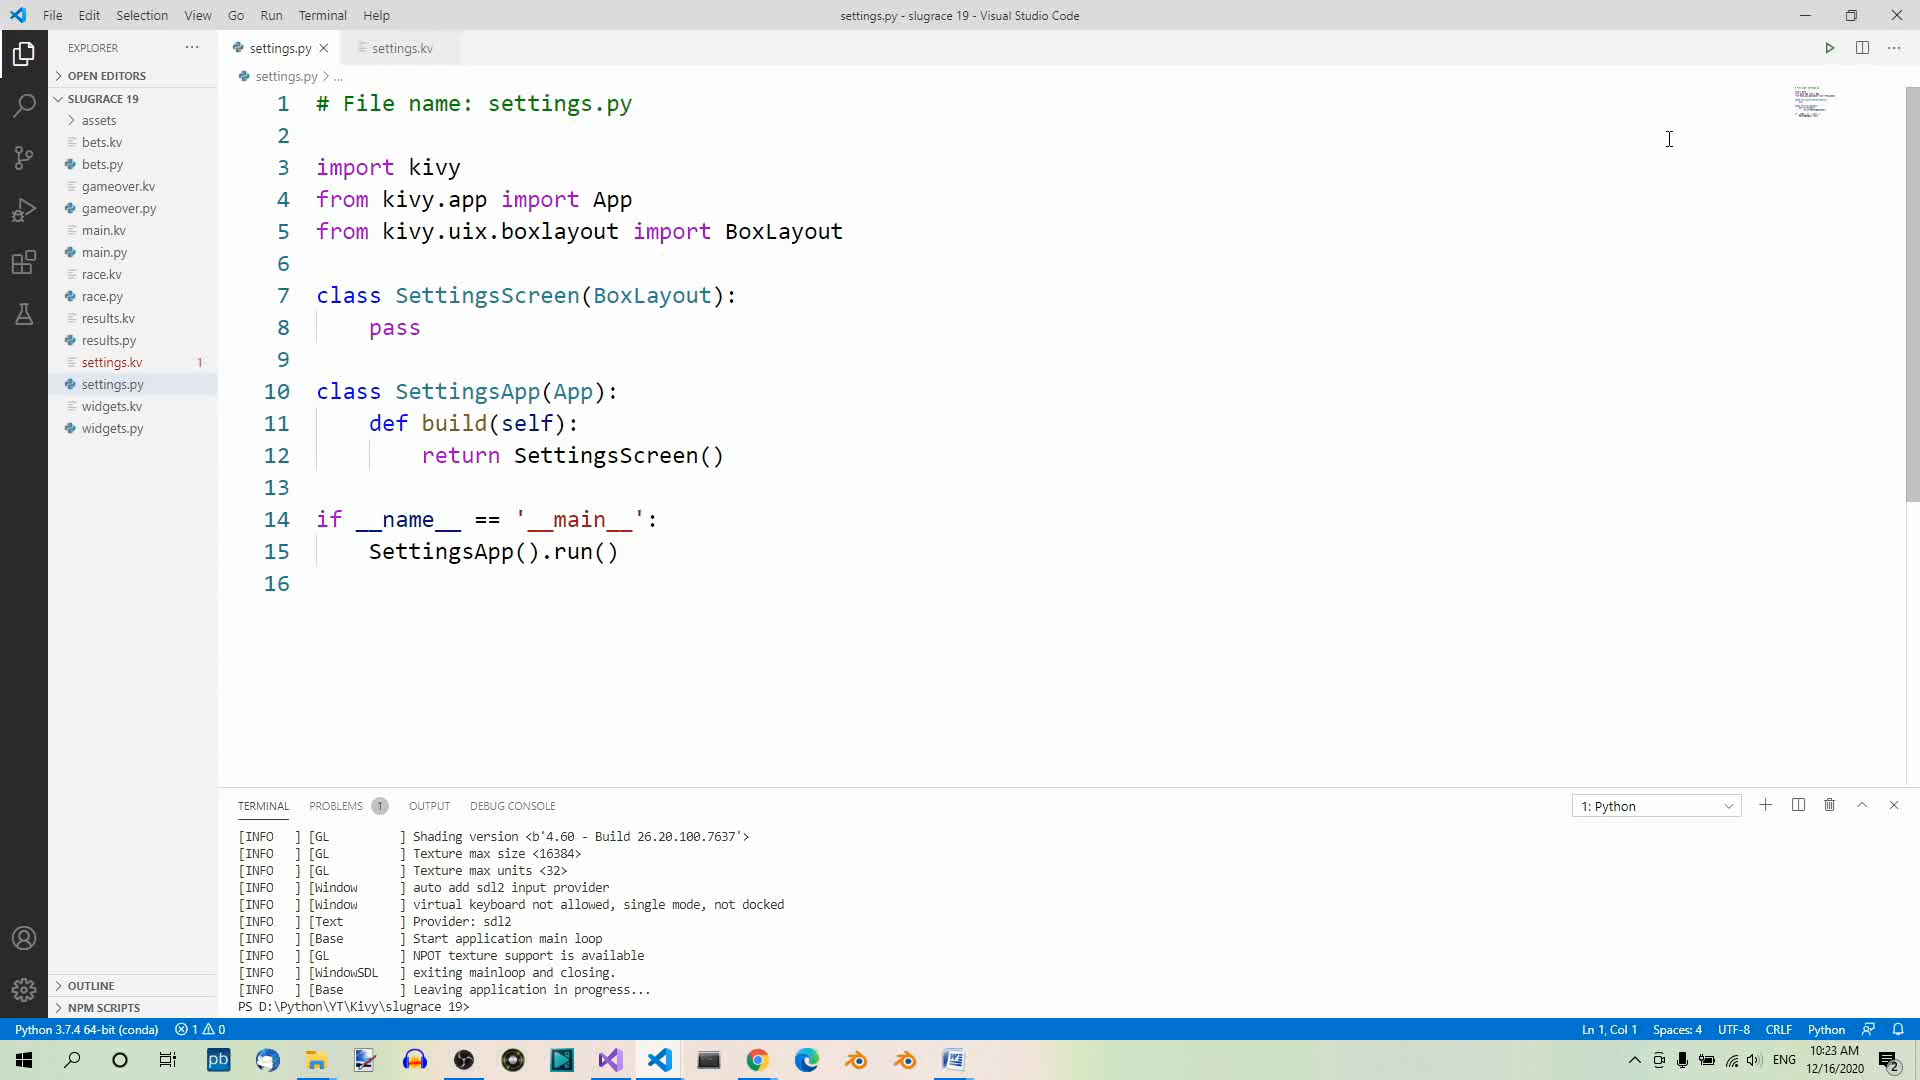 File Edit Selection View Go Run Terminal Help
settings.py - slugrace 19 - Visual Studio Code
EXPLORER ...
OPEN EDITORS
SLUGRACE 19
assets
bets.kv
bets.py
gameover.kv
gameover.py
main.kv
main.py
race.kv
race.py
results.kv
results.py
settings.kv 1
settings.py
widgets.kv
widgets.py
OUTLINE
NPM SCRIPTS
settings.py settings.kv
settings.py > ...
1 # File name: settings.py
2
3 import kivy
4 from kivy.app import App
5 from kivy.uix.boxlayout import BoxLayout
6
7 class SettingsScreen(BoxLayout):
8     pass
9
10 class SettingsApp(App):
11     def build(self):
12         return SettingsScreen()
13
14 if __name__ == '__main__':
15     SettingsApp().run()
16
TERMINAL PROBLEMS 1 OUTPUT DEBUG CONSOLE
1: Python
[INFO   ] [GL          ] Shading version <b'4.60 - Build 26.20.100.7637'>
[INFO   ] [GL          ] Texture max size <16384>
[INFO   ] [GL          ] Texture max units <32>
[INFO   ] [Window      ] auto add sdl2 input provider
[INFO   ] [Window      ] virtual keyboard not allowed, single mode, not docked
[INFO   ] [Text        ] Provider: sdl2
[INFO   ] [Base        ] Start application main loop
[INFO   ] [GL          ] NPOT texture support is available
[INFO   ] [WindowSDL   ] exiting mainloop and closing.
[INFO   ] [Base        ] Leaving application in progress...
PS D:\Python\YT\Kivy\slugrace 19>
Python 3.7.4 64-bit (conda) 1 0
Ln 1, Col 1 Spaces: 4 UTF-8 CRLF Python
pb
ENG
10:23 AM
12/16/2020
2